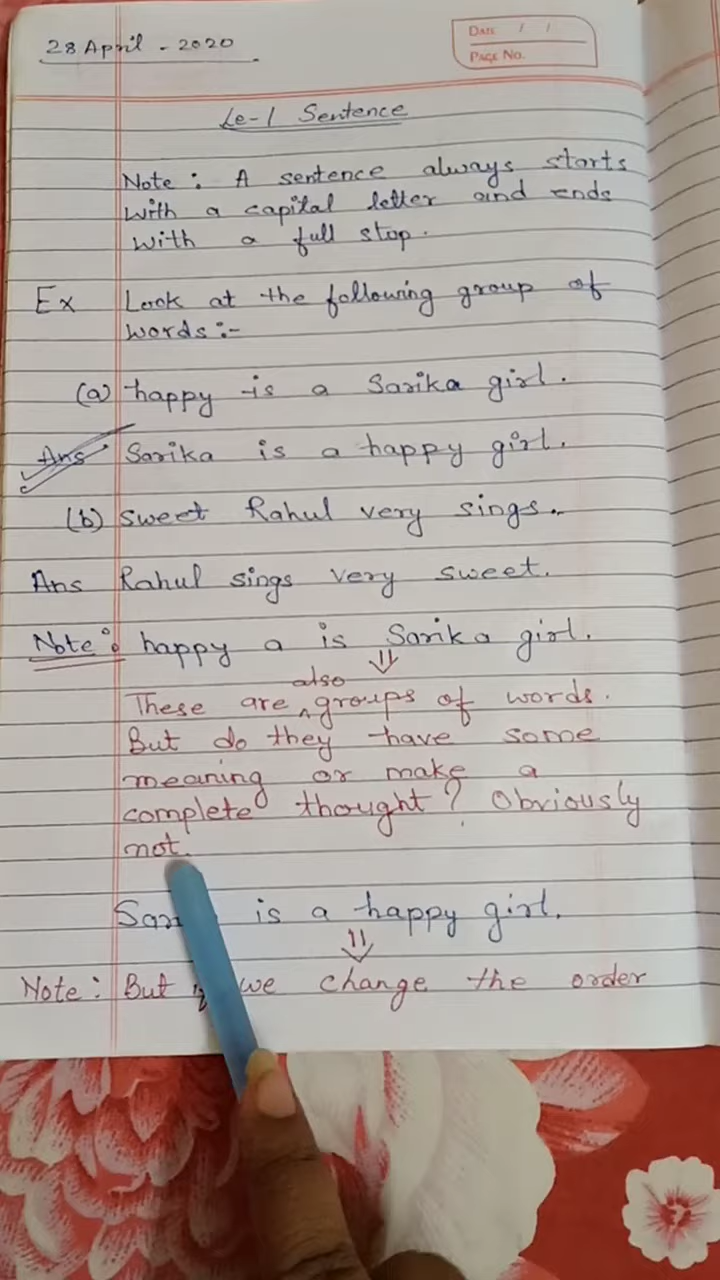 28 April - 2020
DATE / /
PAGE NO.
Le-1 Sentence
Note: A sentence always starts
with a capital letter and ends
with a full stop.
Ex Look at the following group of
words:-
(a) happy is a Sarika girl.
Ans Sarika is a happy girl.
(b) Sweet Rahul very sings.
Ans Rahul sings very sweet.
Note: happy a is Sarika girl.
also
These are groups of words.
But do they have some
meaning or make a
complete thought? Obviously
not.
is a happy girl.
Note: But we change the order